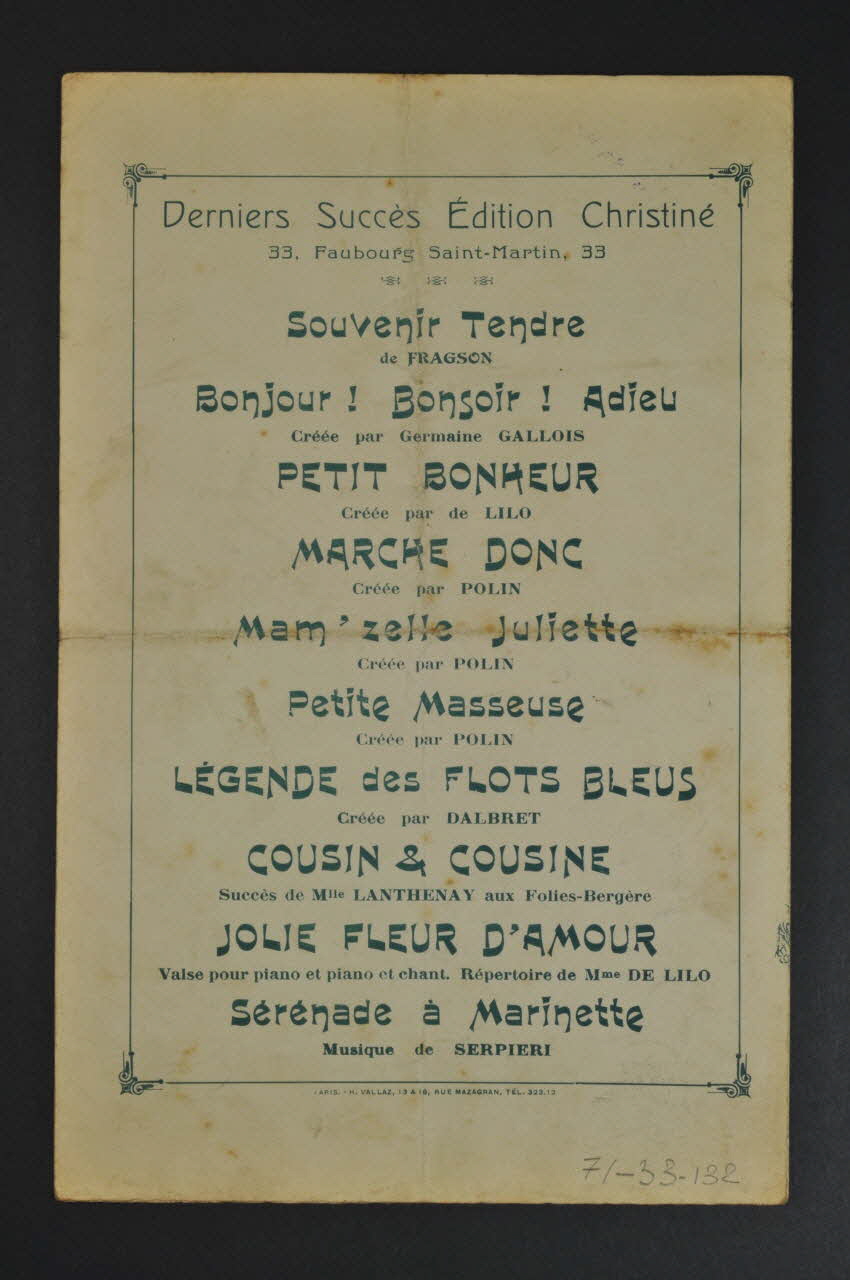 Derniers Succès Édition Christiné
33, Faubourg Saint-Martin, 33
Souvenir Tendre
de FRAGSON
Bonjour ! Bonsoir ! Adieu
Créée par Germaine GALLOIS
PETIT BONHEUR
Créée par de LILO
MARCHE DONC
Créée par POLIN
Mam'zelle Juliette
Créée par POLIN
Petite Masseuse
Créée par POLIN
LÉGENDE des FLOTS BLEUS
Créée par DALBRET
COUSIN & COUSINE
Succès de Mlle LANTHENAY aux Folies-Bergère
JOLIE FLEUR D'AMOUR
Valse pour piano et piano et chant. Répertoire de Mme DE LILO
Sérénade à Marinette
Musique de SERPIERI
H. VALLAZ, RUE MAZAGRAN, TÉL.
71-33-132